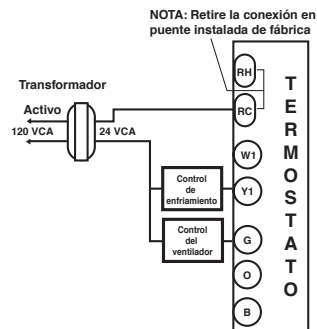 NOTA: Retire la conexión en
puente instalada de fábrica
Transformador
Activo
120 VCA
24 VCA
RH
RC
W1
Y1
G
O
B
Control
de
enfriamiento
Control
del
ventilador
TERMOSTATO